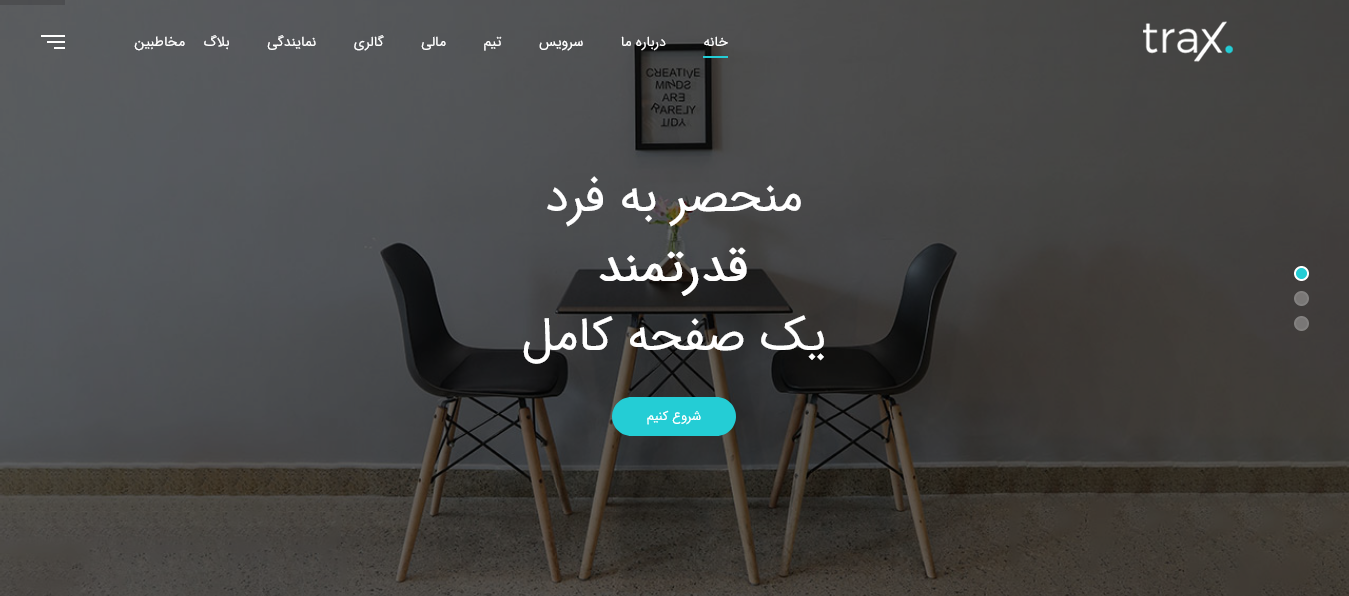 trax.
خانه درباره ما سرویس تیم مالی گالری نمایندگی بلاگ مخاطبین
CREATIVE
MINDS
ARE
RARELY
TIDY
منحصر به فرد
قدرتمند
یک صفحه کامل
شروع کنیم